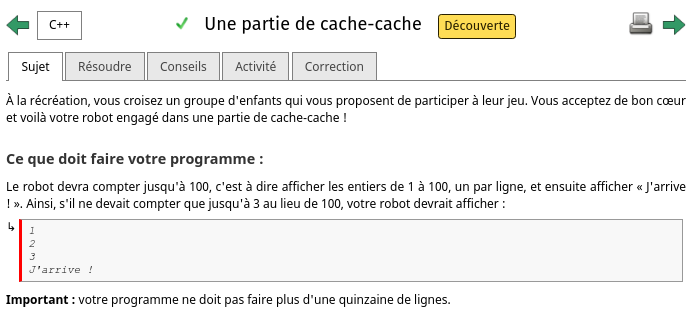 C++
Une partie de cache-cache
Découverte
Sujet
Résoudre
Conseils
Activité
Correction
À la récréation, vous croisez un groupe d'enfants qui vous proposent de participer à leur jeu. Vous acceptez de bon cœur
et voilà votre robot engagé dans une partie de cache-cache !
Ce que doit faire votre programme :
Le robot devra compter jusqu'à 100, c'est à dire afficher les entiers de 1 à 100, un par ligne, et ensuite afficher « J'arrive
! ». Ainsi, s'il ne devait compter que jusqu'à 3 au lieu de 100, votre robot devrait afficher :
1
2
3
J'arrive !
Important : votre programme ne doit pas faire plus d'une quinzaine de lignes.